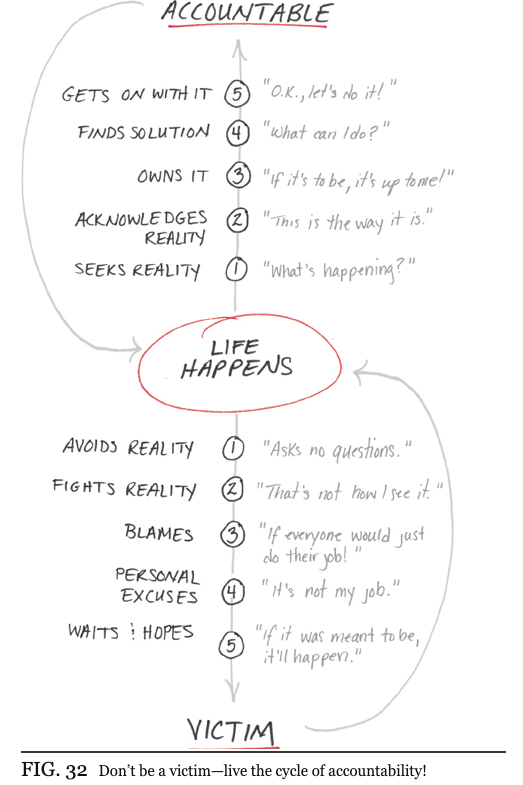 ACCOUNTABLE
GETS ON WITH IT 5 "O.K., let's do it!"
FINDS SOLUTION 4 "What can I do?"
OWNS IT 3 "If it's to be, it's up to me!"
ACKNOWLEDGES 2 "This is the way it is."
REALITY
SEEKS REALITY 1 "What's happening?"
LIFE
HAPPENS
AVOIDS REALITY 1 "Asks no questions."
FIGHTS REALITY 2 "That's not how I see it."
BLAMES 3 "If everyone would just
do their job!"
PERSONAL
EXCUSES 4 "It's not my job."
WAITS & HOPES 5 "If it was meant to be,
it'll happen."
VICTIM
FIG. 32 Don't be a victim—live the cycle of accountability!